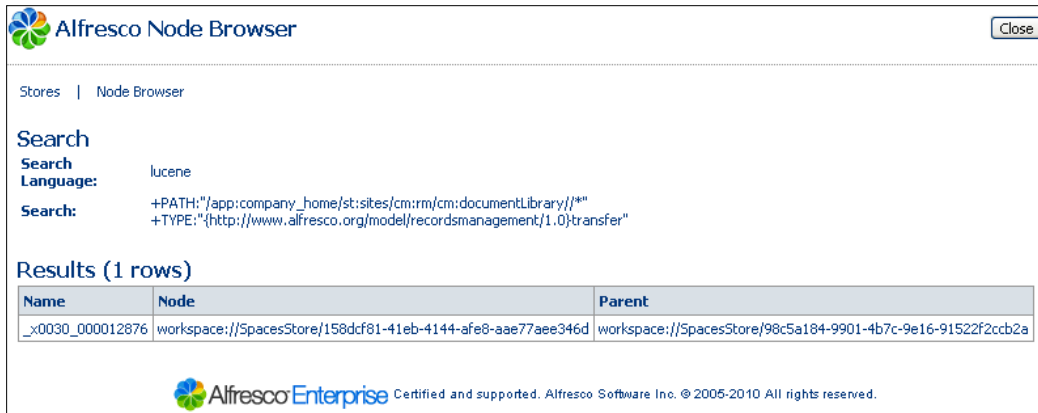 Alfresco Node Browser
Close
Stores | Node Browser
Search
Search Language: lucene
Search: +PATH:"/app:company_home/st:sites/cm:rm/cm:documentLibrary//*"
+TYPE:"{http://www.alfresco.org/model/recordsmanagement/1.0}transfer"
Results (1 rows)
Name Node Parent
_x0030_000012876 workspace://SpacesStore/158dcf81-41eb-4144-afe8-aae77aee346d workspace://SpacesStore/98c5a184-9901-4b7c-9e16-91522f2ccb2a
Alfresco Enterprise Certified and supported. Alfresco Software Inc. © 2005-2010 All rights reserved.